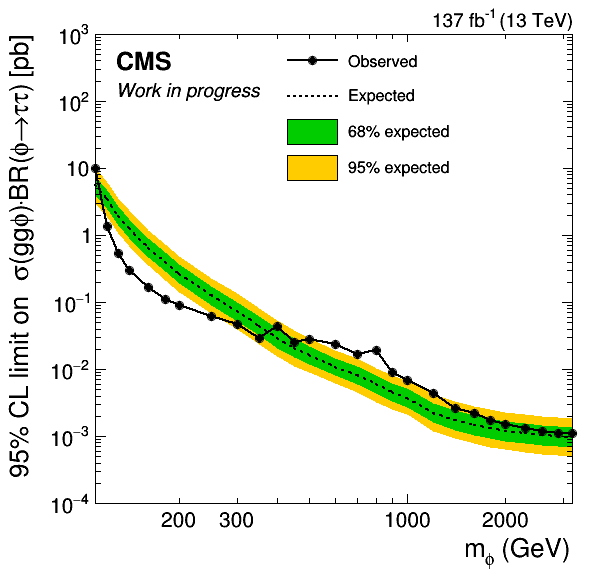 137 fb⁻¹ (13 TeV)
95% CL limit on σ(ggϕ)·BR(ϕ→ττ) [pb]
10³
10²
10
1
10⁻¹
10⁻²
10⁻³
10⁻⁴
CMS
Work in progress
Observed
Expected
68% expected
95% expected
200 300 1000 2000
m_ϕ (GeV)